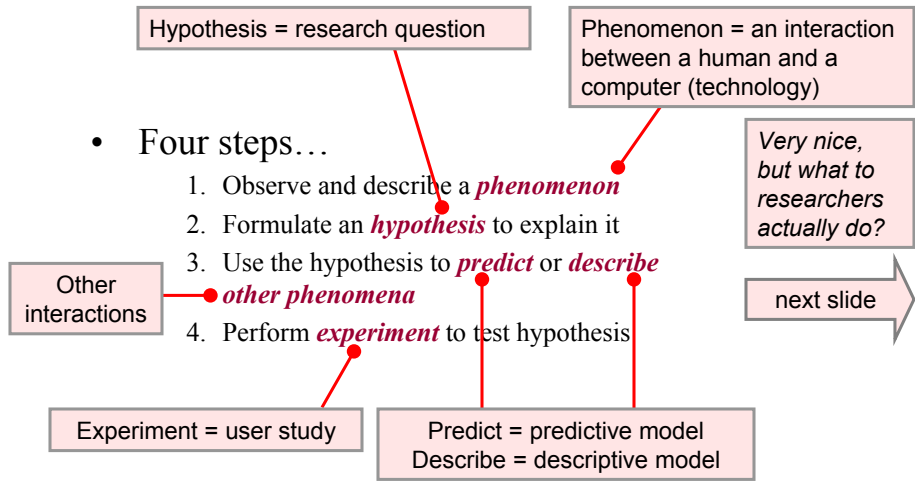 Hypothesis = research question
Phenomenon = an interaction
between a human and a
computer (technology)
• Four steps…
Very nice,
but what to
researchers
actually do?
1. Observe and describe a phenomenon
2. Formulate an hypothesis to explain it
3. Use the hypothesis to predict or describe
other phenomena
4. Perform experiment to test hypothesis
Other
interactions
next slide
Experiment = user study
Predict = predictive model
Describe = descriptive model